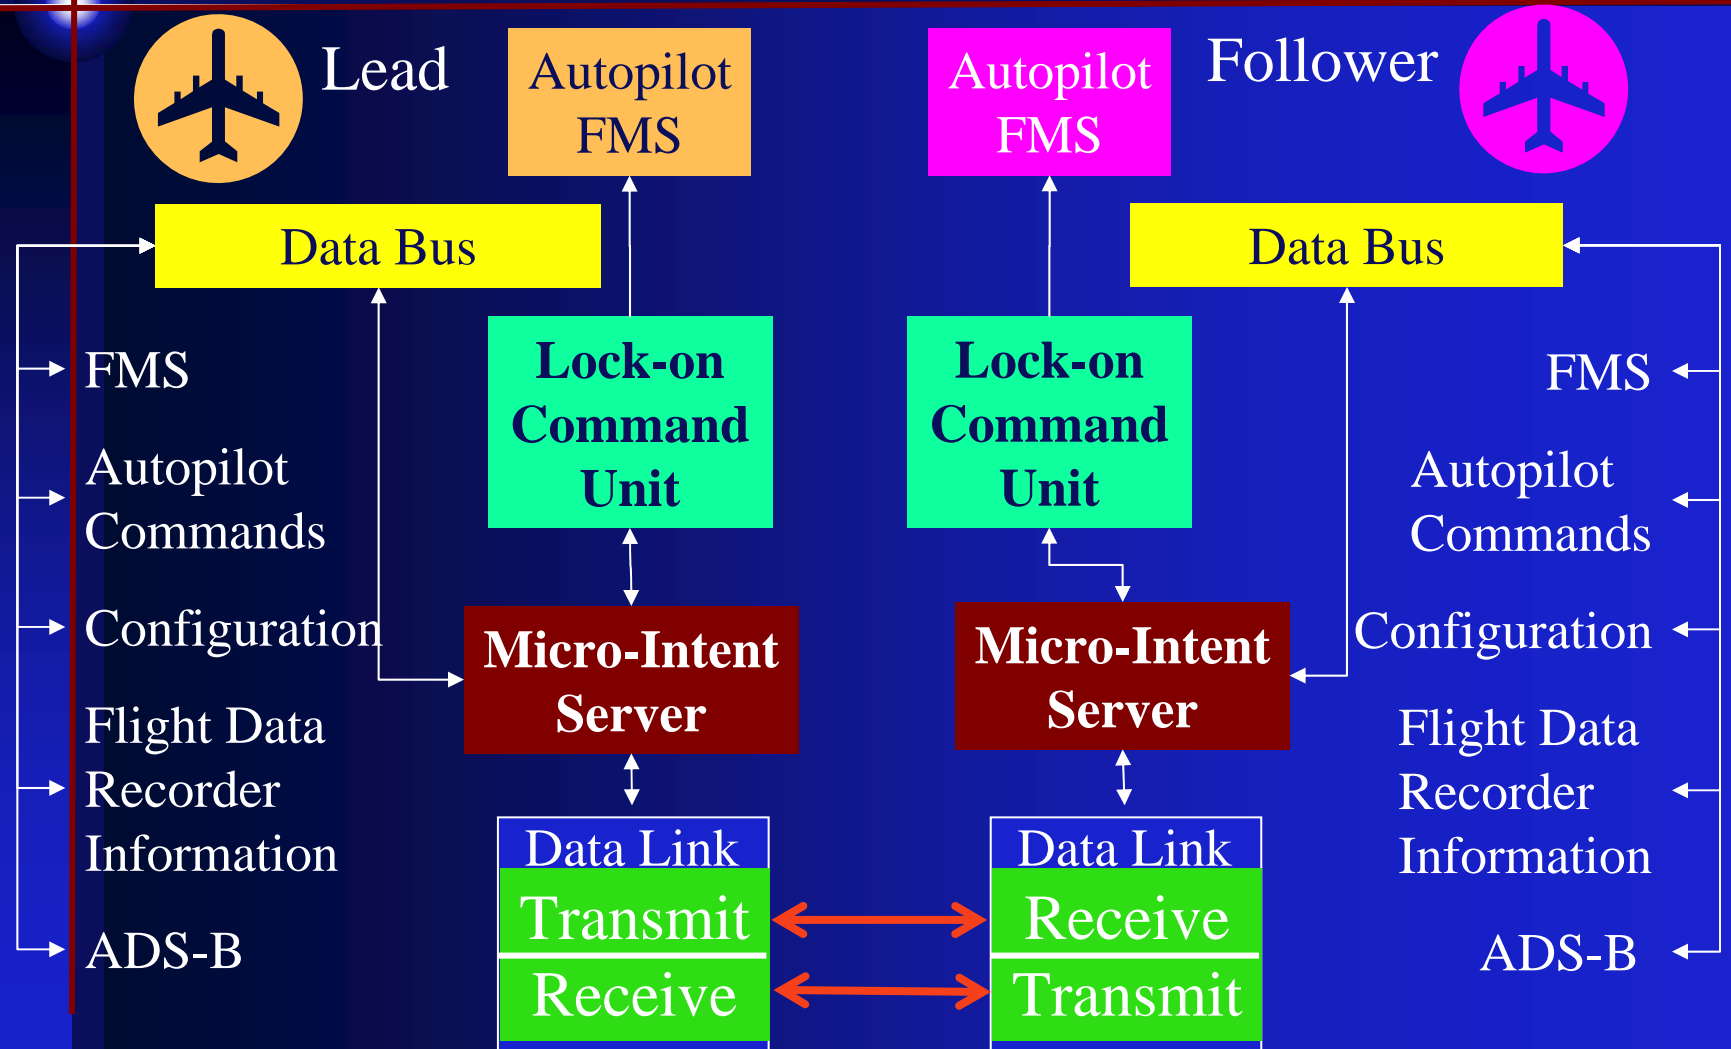 Lead
Autopilot
FMS
Autopilot
FMS
Follower
Data Bus
Data Bus
FMS
Autopilot
Commands
Configuration
Flight Data
Recorder
Information
ADS-B
Lock-on
Command
Unit
Micro-Intent
Server
Data Link
Transmit
Receive
Lock-on
Command
Unit
Micro-Intent
Server
Data Link
Receive
Transmit
FMS
Autopilot
Commands
Configuration
Flight Data
Recorder
Information
ADS-B